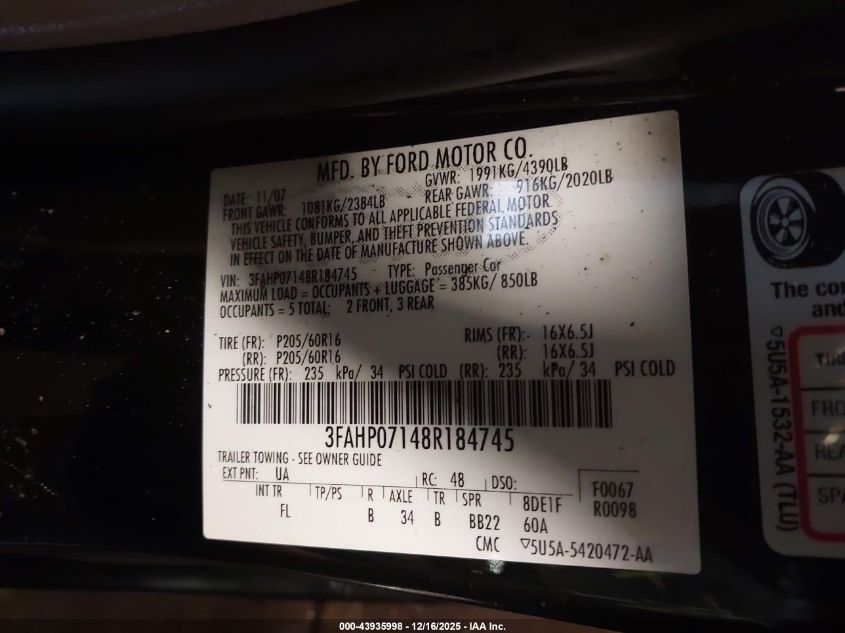 MFD. BY FORD MOTOR CO.
DATE: 11/07 GVWR: 1991KG/4390LB
FRONT GAWR: 1081KG/2384LB REAR GAWR: 916KG/2020LB
THIS VEHICLE CONFORMS TO ALL APPLICABLE FEDERAL MOTOR
VEHICLE SAFETY, BUMPER, AND THEFT PREVENTION STANDARDS
IN EFFECT ON THE DATE OF MANUFACTURE SHOWN ABOVE.
VIN: 3FAHP07148R184745 TYPE: Passenger Car
MAXIMUM LOAD = OCCUPANTS + LUGGAGE = 385KG/ 850LB
OCCUPANTS = 5 TOTAL; 2 FRONT, 3 REAR
TIRE (FR): P205/60R16 RIMS (FR):- 16X6.5J
(RR): P205/60R16 (RR): 16X6.5J
PRESSURE (FR): 235 kPa/ 34 PSI COLD (RR): 235 kPa/ 34 PSI COLD
3FAHP07148R184745
TRAILER TOWING - SEE OWNER GUIDE
EXT PNT: UA RC: 48 DSO: F0067
INT TR TP/PS R AXLE TR SPR 8DE1F R0098
FL B 34 B BB22 60A
CMC ▽5U5A-5420472-AA
The co
and
▽5U5A-1532-AA (TLU)
TIR
FRO
REA
SPA
000-43935998 - 12/16/2025 - IAA Inc.